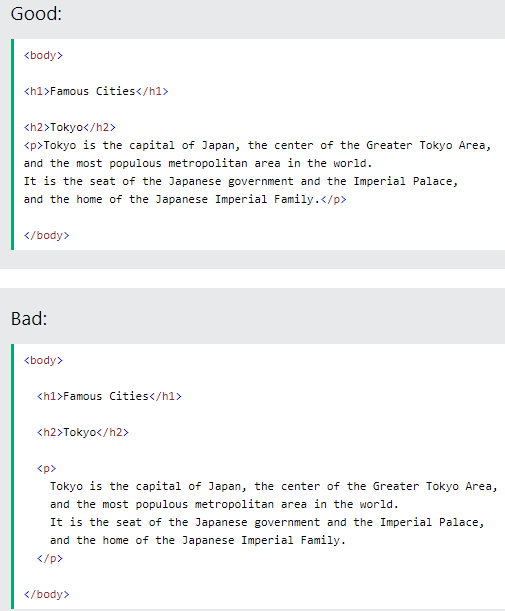 Good:
<body>
<h1>Famous Cities</h1>
<h2>Tokyo</h2>
<p>Tokyo is the capital of Japan, the center of the Greater Tokyo Area,
and the most populous metropolitan area in the world.
It is the seat of the Japanese government and the Imperial Palace,
and the home of the Japanese Imperial Family.</p>
</body>
Bad:
<body>
<h1>Famous Cities</h1>
<h2>Tokyo</h2>
<p>
Tokyo is the capital of Japan, the center of the Greater Tokyo Area,
and the most populous metropolitan area in the world.
It is the seat of the Japanese government and the Imperial Palace,
and the home of the Japanese Imperial Family.
</p>
</body>